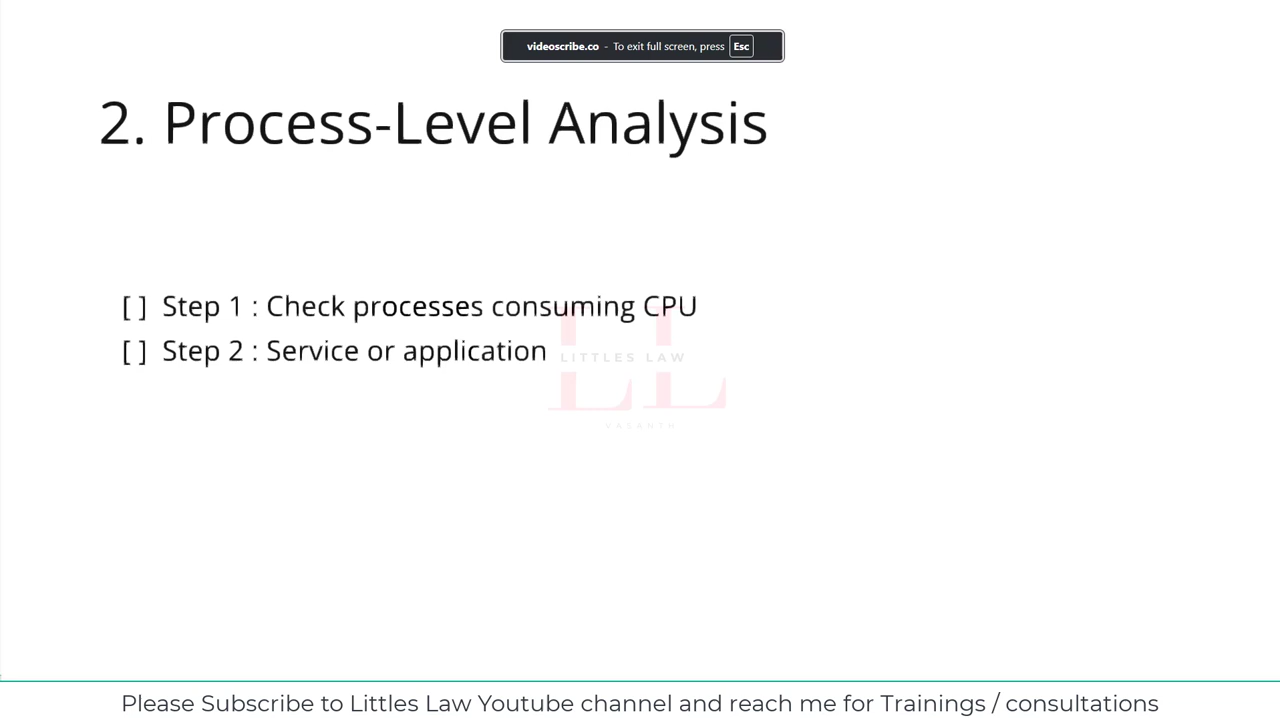 videoscribe.co - To exit full screen, press Esc
2. Process-Level Analysis
[ ] Step 1 : Check processes consuming CPU
[ ] Step 2 : Service or application
LITTLES LAW
VASANTH
Please Subscribe to Littles Law Youtube channel and reach me for Trainings / consultations